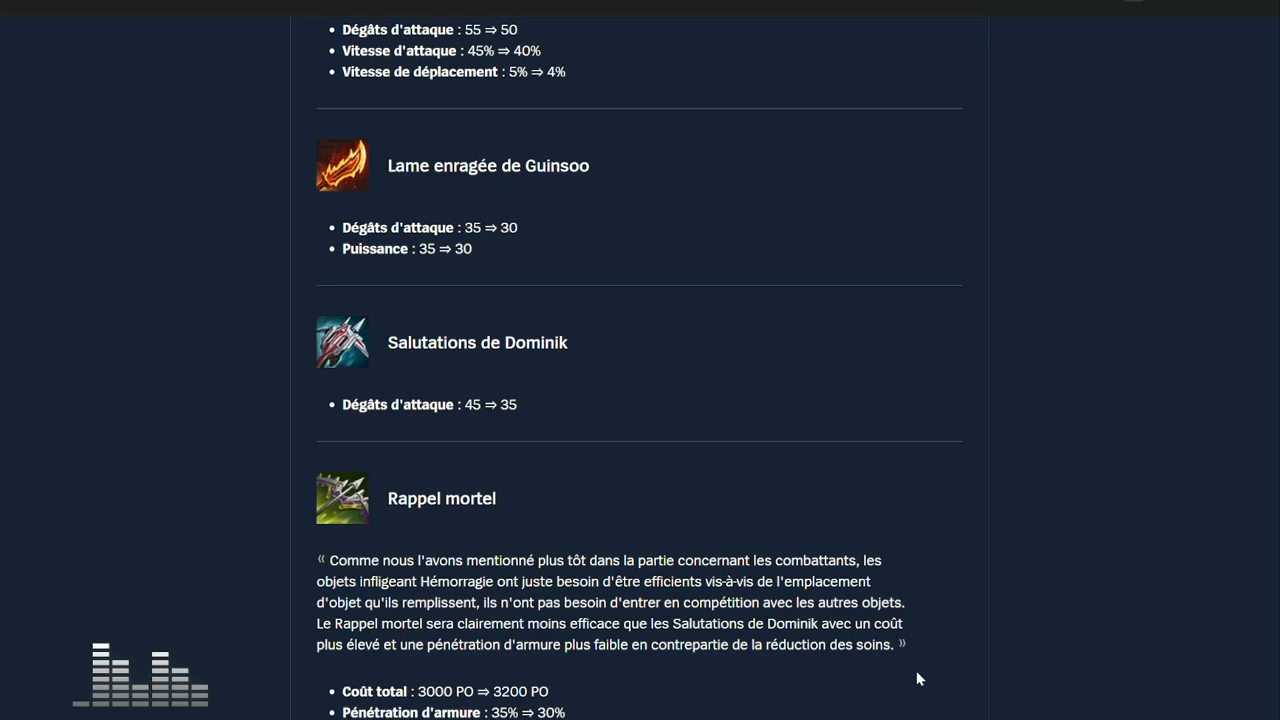 • Dégâts d'attaque : 55 ⇒ 50
• Vitesse d'attaque : 45% ⇒ 40%
• Vitesse de déplacement : 5% ⇒ 4%
Lame enragée de Guinsoo
• Dégâts d'attaque : 35 ⇒ 30
• Puissance : 35 ⇒ 30
Salutations de Dominik
• Dégâts d'attaque : 45 ⇒ 35
Rappel mortel
« Comme nous l'avons mentionné plus tôt dans la partie concernant les combattants, les
objets infligeant Hémorragie ont juste besoin d'être efficients vis-à-vis de l'emplacement
d'objet qu'ils remplissent, ils n'ont pas besoin d'entrer en compétition avec les autres objets.
Le Rappel mortel sera clairement moins efficace que les Salutations de Dominik avec un coût
plus élevé et une pénétration d'armure plus faible en contrepartie de la réduction des soins. »
• Coût total : 3000 PO ⇒ 3200 PO
• Pénétration d'armure : 35% ⇒ 30%